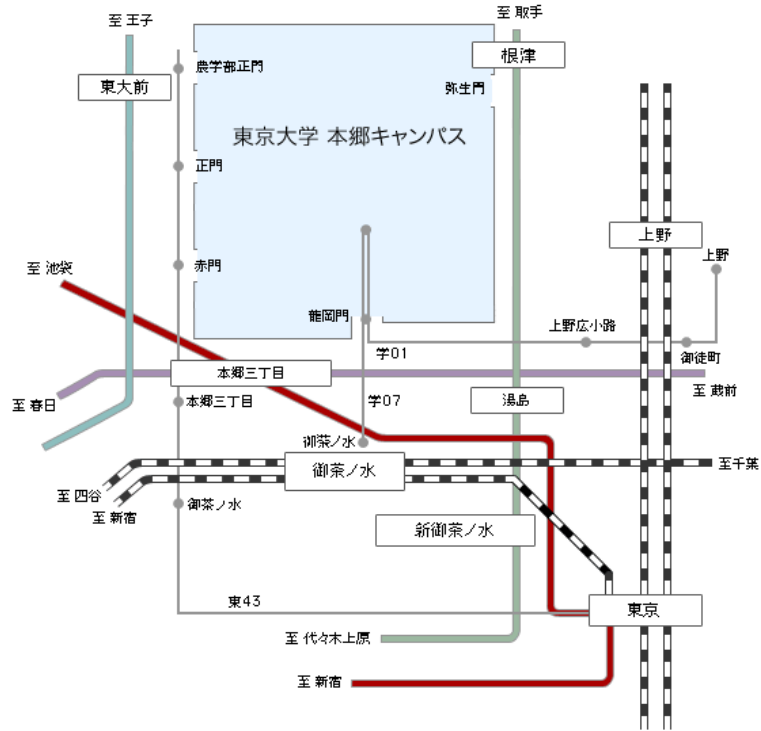 至 王子
至 取手
東大前
根津
農学部正門
弥生門
東京大学 本郷キャンパス
正門
上野
上野
至 池袋
赤門
龍岡門
上野広小路
学01
御徒町
本郷三丁目
至 蔵前
至 春日
本郷三丁目
学07
湯島
御茶ノ水
御茶ノ水
至千葉
至 四谷
至 新宿
御茶ノ水
新御茶ノ水
東43
東京
至 代々木上原
至 新宿